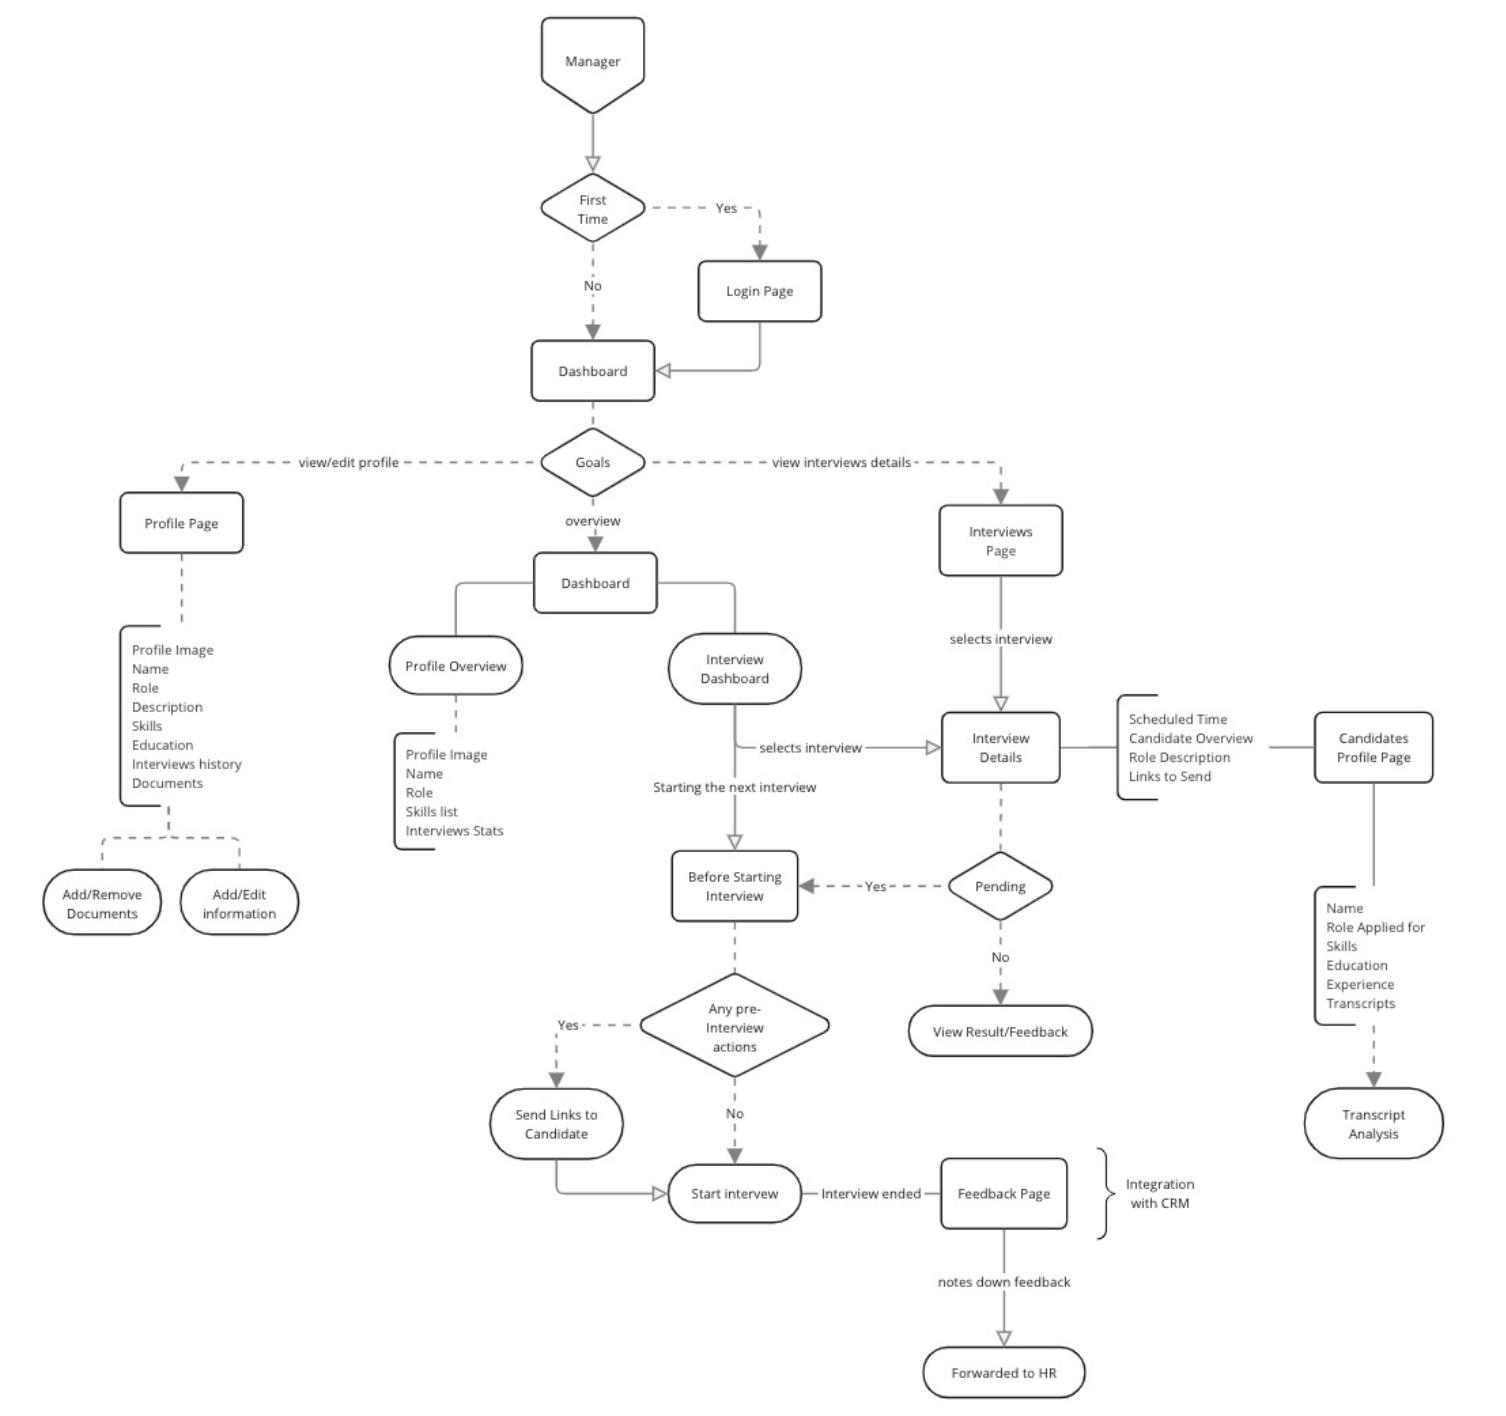 Manager
First
Time
Yes
Login Page
No
Dashboard
view/edit profile
Goals
view interviews details
overview
Profile Page
Interviews
Page
Dashboard
selects interview
Profile Image
Name
Role
Description
Skills
Education
Interviews history
Documents
Profile Overview
Interview
Dashboard
Profile Image
Name
Role
Skills list
Interviews Stats
selects interview
Starting the next interview
Interview
Details
Scheduled Time
Candidate Overview
Role Description
Links to Send
Candidates
Profile Page
Add/Remove
Documents
Add/Edit
information
Before Starting
Interview
Yes
Pending
No
View Result/Feedback
Name
Role Applied for
Skills
Education
Experience
Transcripts
Any pre-
Interview
actions
Yes
No
Send Links to
Candidate
Transcript
Analysis
Start intervew
Interview ended
Feedback Page
Integration
with CRM
notes down feedback
Forwarded to HR